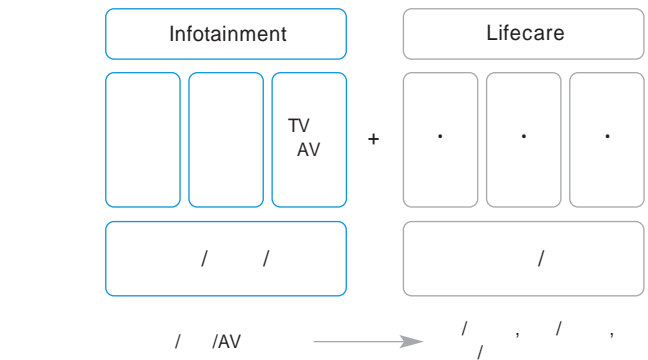 Infotainment
Lifecare
TV
AV
+
·
·
·
/ /
/
/ /AV
/ , / ,
/